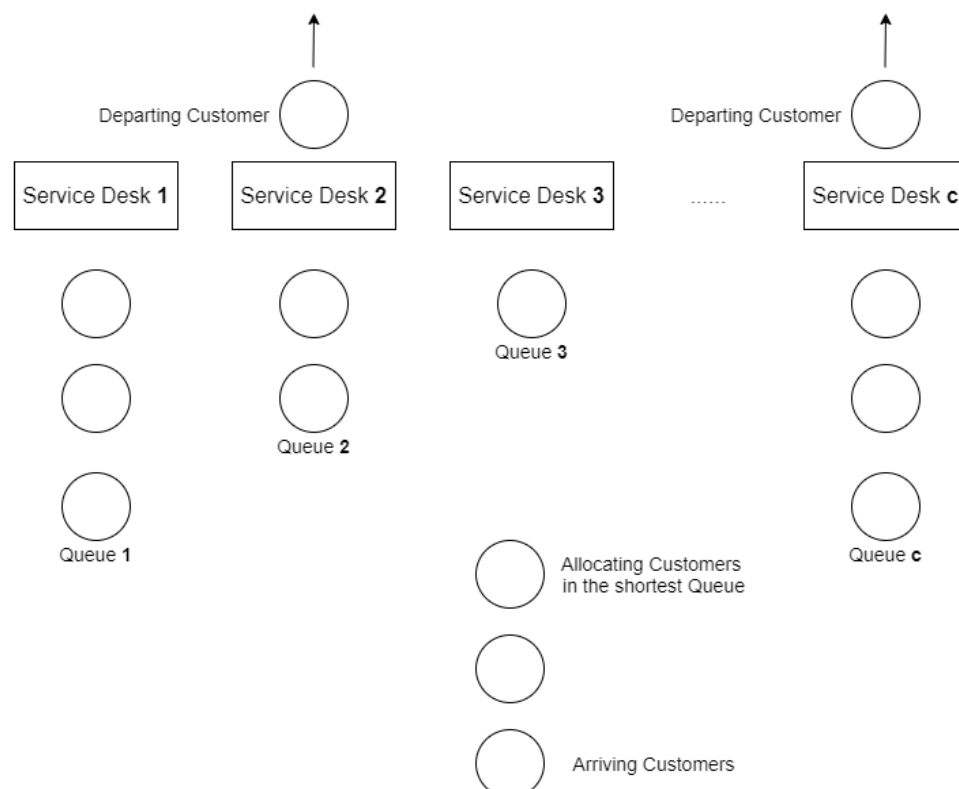 Departing Customer
Departing Customer
Service Desk 1
Service Desk 2
Service Desk 3
......
Service Desk c
Queue 3
Queue 2
Queue 1
Queue c
Allocating Customers
in the shortest Queue
Arriving Customers